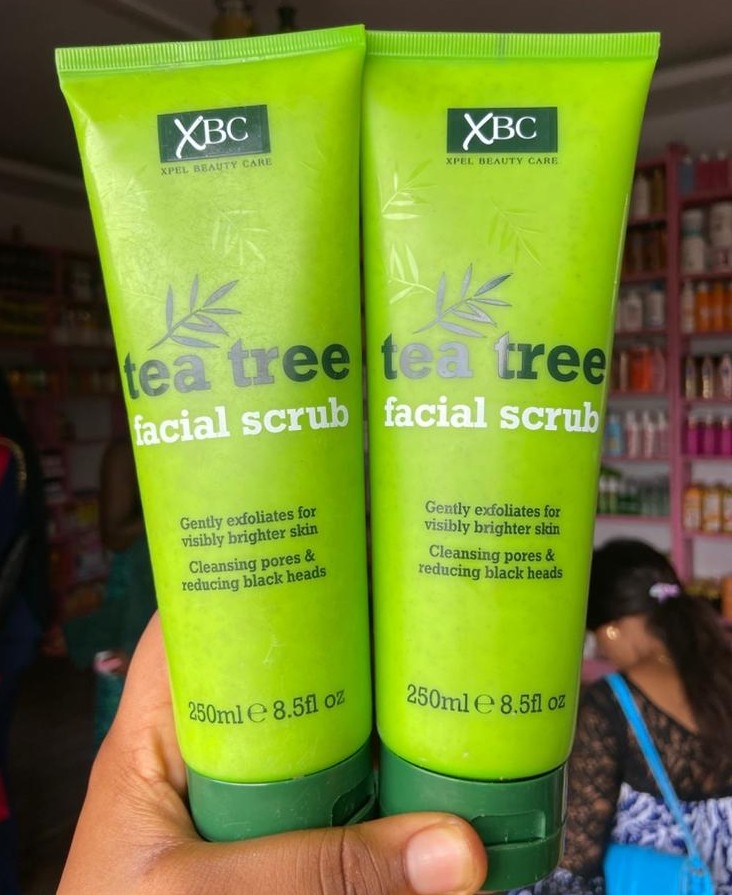 XBC
XPEL BEAUTY CARE
tea tree
facial scrub
Gently exfoliates for
visibly brighter skin
Cleansing pores &
reducing black heads
250ml e 8.5fl oz
XBC
XPEL BEAUTY CARE
tea tree
facial scrub
Gently exfoliates for
visibly brighter skin
Cleansing pores &
reducing black heads
250ml e 8.5fl oz